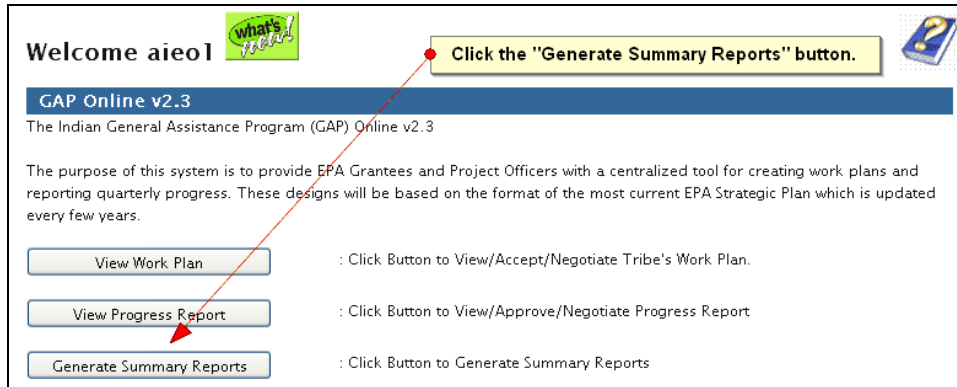 Welcome aieo1
what's new!
Click the "Generate Summary Reports" button.
?
GAP Online v2.3
The Indian General Assistance Program (GAP) Online v2.3
The purpose of this system is to provide EPA Grantees and Project Officers with a centralized tool for creating work plans and
reporting quarterly progress. These designs will be based on the format of the most current EPA Strategic Plan which is updated
every few years.
View Work Plan
: Click Button to View/Accept/Negotiate Tribe's Work Plan.
View Progress Report
: Click Button to View/Approve/Negotiate Progress Report
Generate Summary Reports
: Click Button to Generate Summary Reports